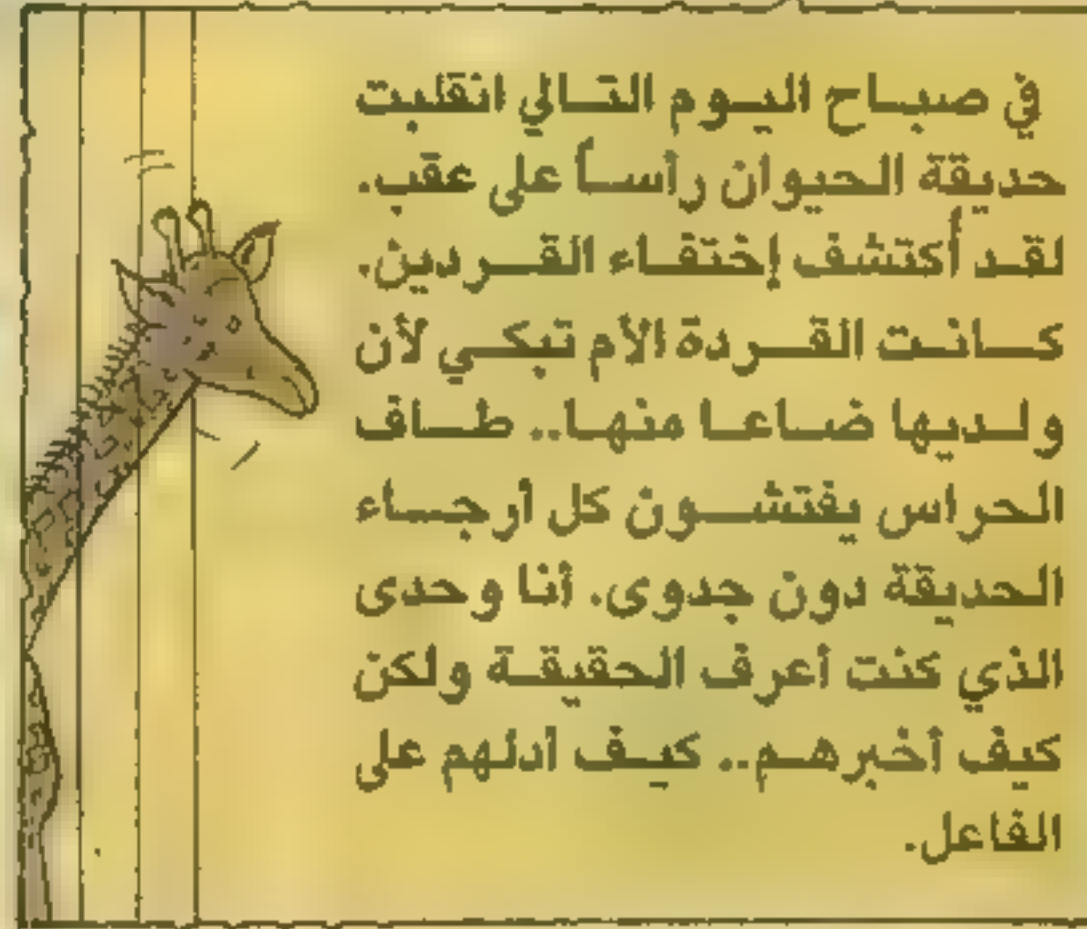 في صباح اليوم التالي انقلبت
حديقة الحيوان رأساً على عقب.
لقد أكتشف إختفاء القردين.
كانت القردة الأم تبكي لأن
ولديها ضاعا منها.. طاف
الحراس يفتشون كل أرجاء
الحديقة دون جدوى. أنا وحدى
الذي كنت أعرف الحقيقة ولكن
كيف أخبرهم.. كيف أدلهم على
الفاعل.